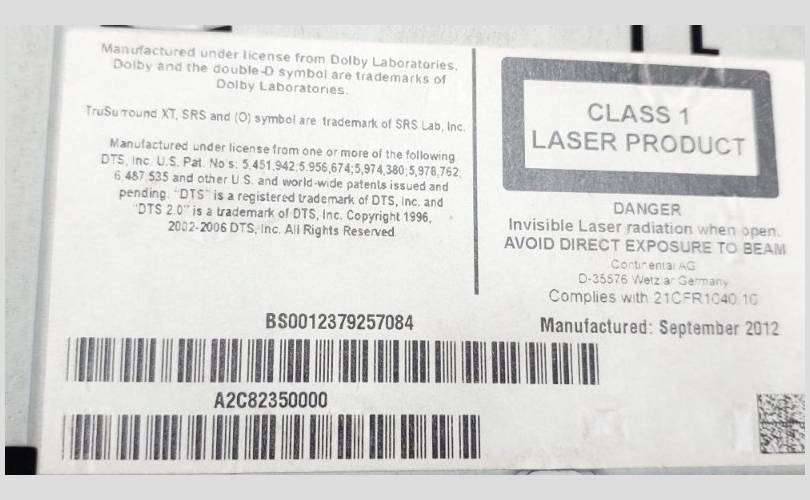 Manufactured under license from Dolby Laboratories.
Dolby and the double-D symbol are trademarks of
Dolby Laboratories.
TruSurround XT, SRS and (O) symbol are trademark of SRS Lab, Inc.
Manufactured under license from one or more of the following
DTS, Inc. U.S. Pat. No's: 5,451,942;5,956,674;5,974,380;5,978,762;
6,487,535 and other U.S. and world-wide patents issued and
pending. "DTS" is a registered trademark of DTS, Inc. and
"DTS 2.0" is a trademark of DTS, Inc. Copyright 1996,
2002-2006 DTS, Inc. All Rights Reserved.
CLASS 1
LASER PRODUCT
DANGER
Invisible Laser radiation when open.
AVOID DIRECT EXPOSURE TO BEAM
Continental AG
D-35576 Wetzlar Germany
Complies with 21CFR1040.10
Manufactured: September 2012
BS0012379257084
A2C82350000